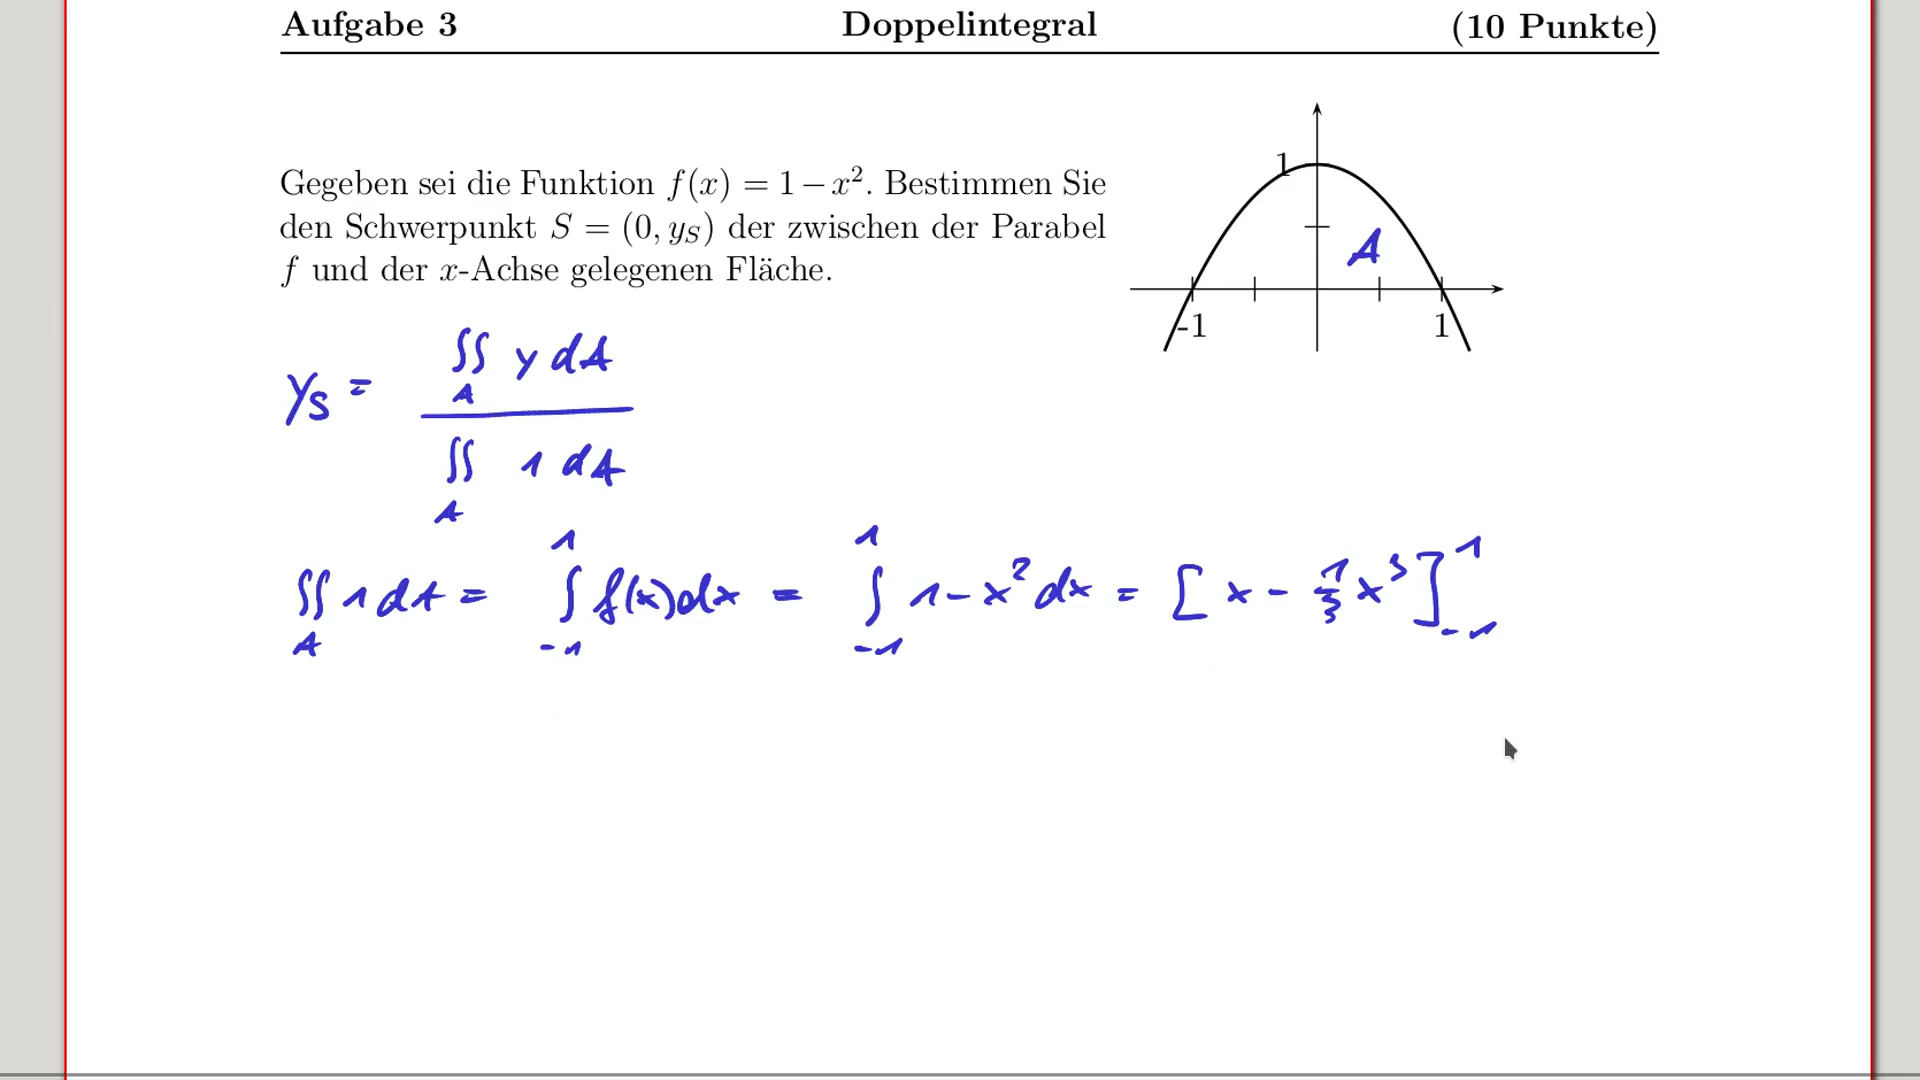 Aufgabe 3 Doppelintegral (10 Punkte)
Gegeben sei die Funktion f(x) = 1 − x². Bestimmen Sie
den Schwerpunkt S = (0, y_S) der zwischen der Parabel
f und der x-Achse gelegenen Fläche.
1
A
-1 1
y_S = ∬_A y dA / ∬_A 1 dA
∬_A 1 dA = ∫_{-1}^{1} f(x) dx = ∫_{-1}^{1} 1 − x² dx = [x − 1/3 x³]_{-1}^{1}